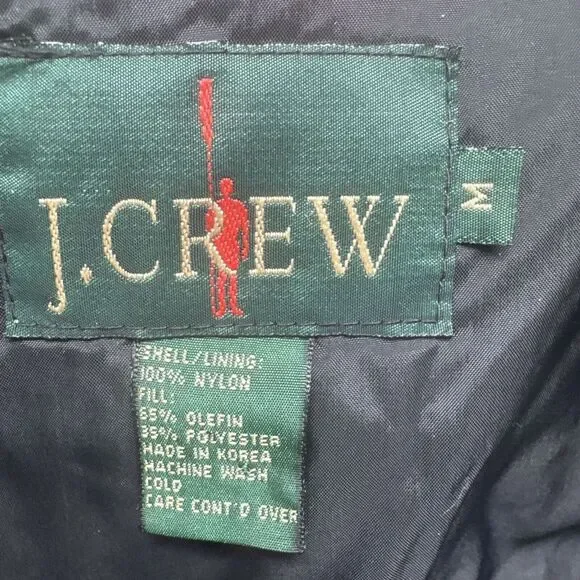 J.CREW
M
SHELL/LINING:
100% NYLON
FILL:
65% OLEFIN
35% POLYESTER
MADE IN KOREA
MACHINE WASH
COLD
CARE CONT'D OVER